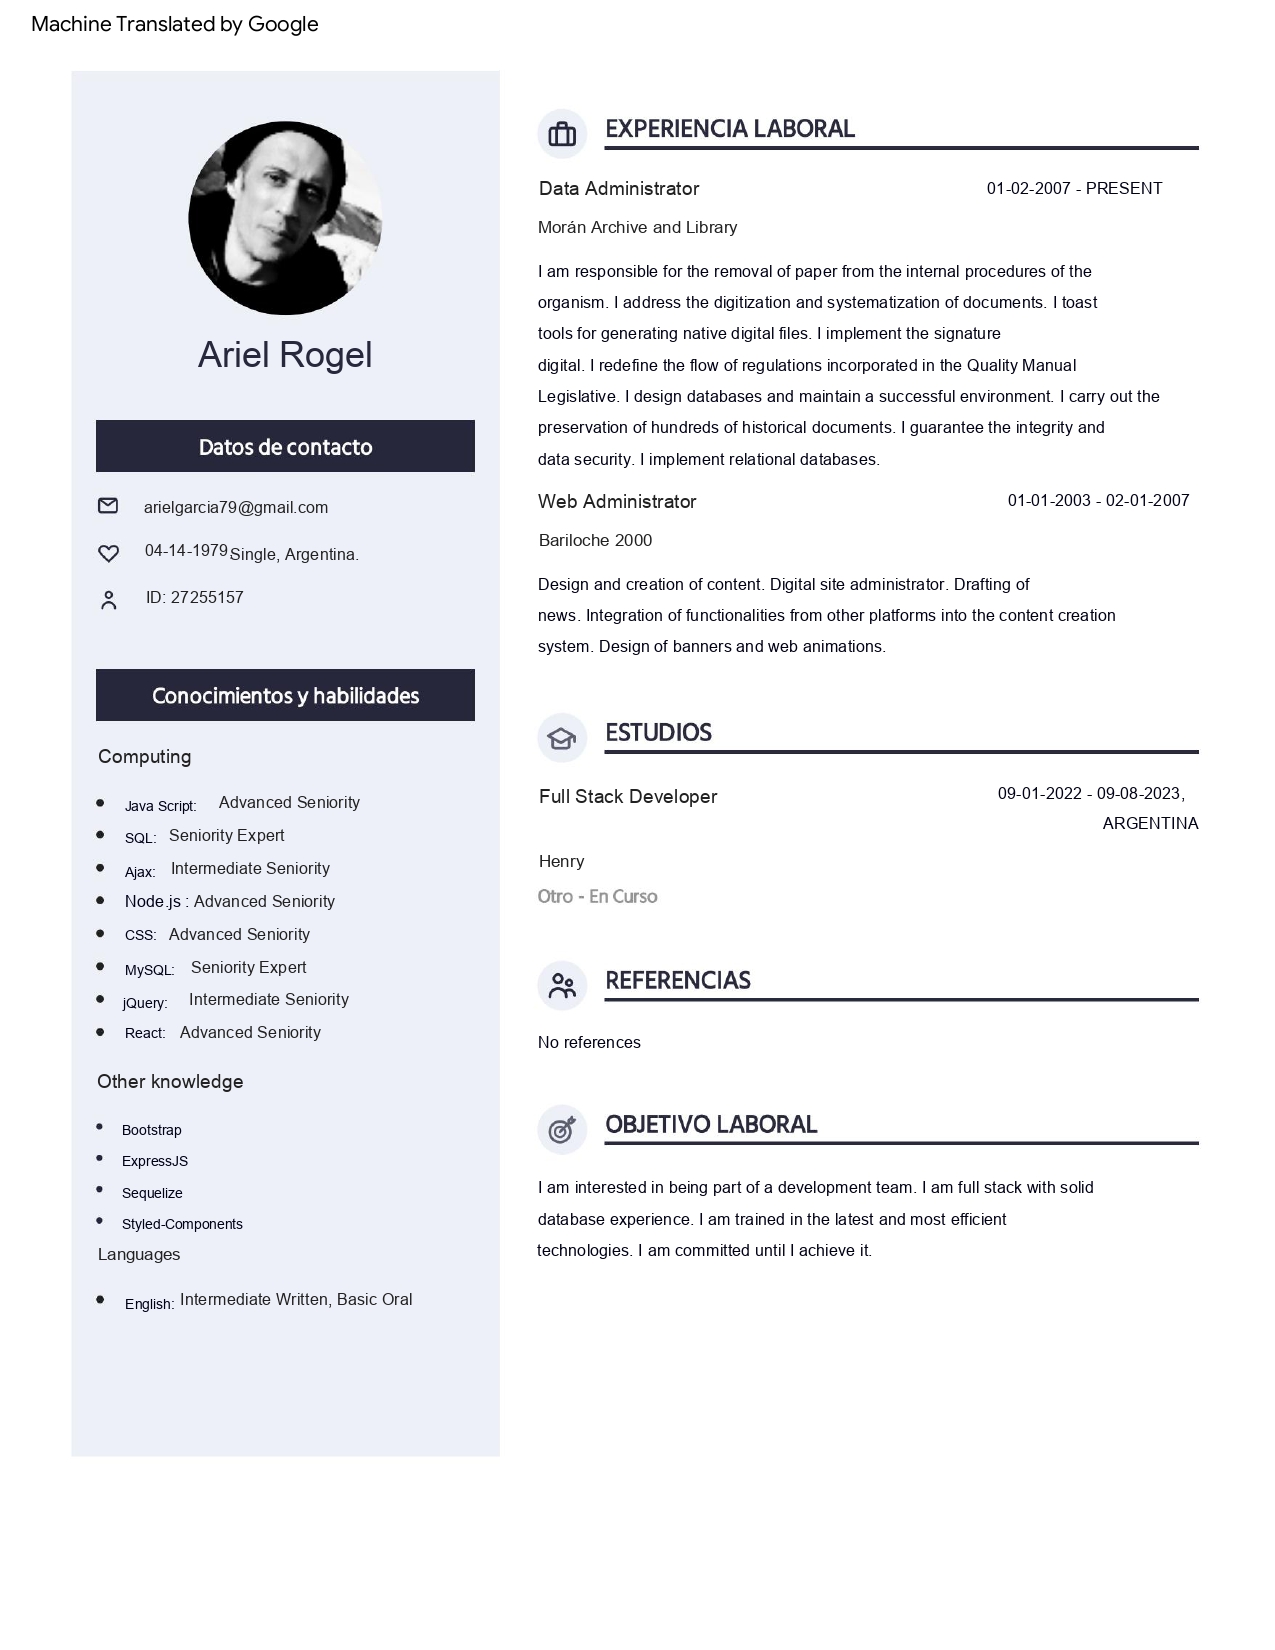 Machine Translated by Google
Ariel Rogel
Datos de contacto
arielgarcia79@gmail.com
04-14-1979 Single, Argentina.
ID: 27255157
Conocimientos y habilidades
Computing
Java Script: Advanced Seniority
SQL: Seniority Expert
Ajax: Intermediate Seniority
Node.js : Advanced Seniority
CSS: Advanced Seniority
MySQL: Seniority Expert
jQuery: Intermediate Seniority
React: Advanced Seniority
Other knowledge
Bootstrap
ExpressJS
Sequelize
Styled-Components
Languages
English: Intermediate Written, Basic Oral
EXPERIENCIA LABORAL
Data Administrator 01-02-2007 - PRESENT
Morán Archive and Library
I am responsible for the removal of paper from the internal procedures of the
organism. I address the digitization and systematization of documents. I toast
tools for generating native digital files. I implement the signature
digital. I redefine the flow of regulations incorporated in the Quality Manual
Legislative. I design databases and maintain a successful environment. I carry out the
preservation of hundreds of historical documents. I guarantee the integrity and
data security. I implement relational databases.
Web Administrator 01-01-2003 - 02-01-2007
Bariloche 2000
Design and creation of content. Digital site administrator. Drafting of
news. Integration of functionalities from other platforms into the content creation
system. Design of banners and web animations.
ESTUDIOS
Full Stack Developer 09-01-2022 - 09-08-2023,
ARGENTINA
Henry
Otro - En Curso
REFERENCIAS
No references
OBJETIVO LABORAL
I am interested in being part of a development team. I am full stack with solid
database experience. I am trained in the latest and most efficient
technologies. I am committed until I achieve it.